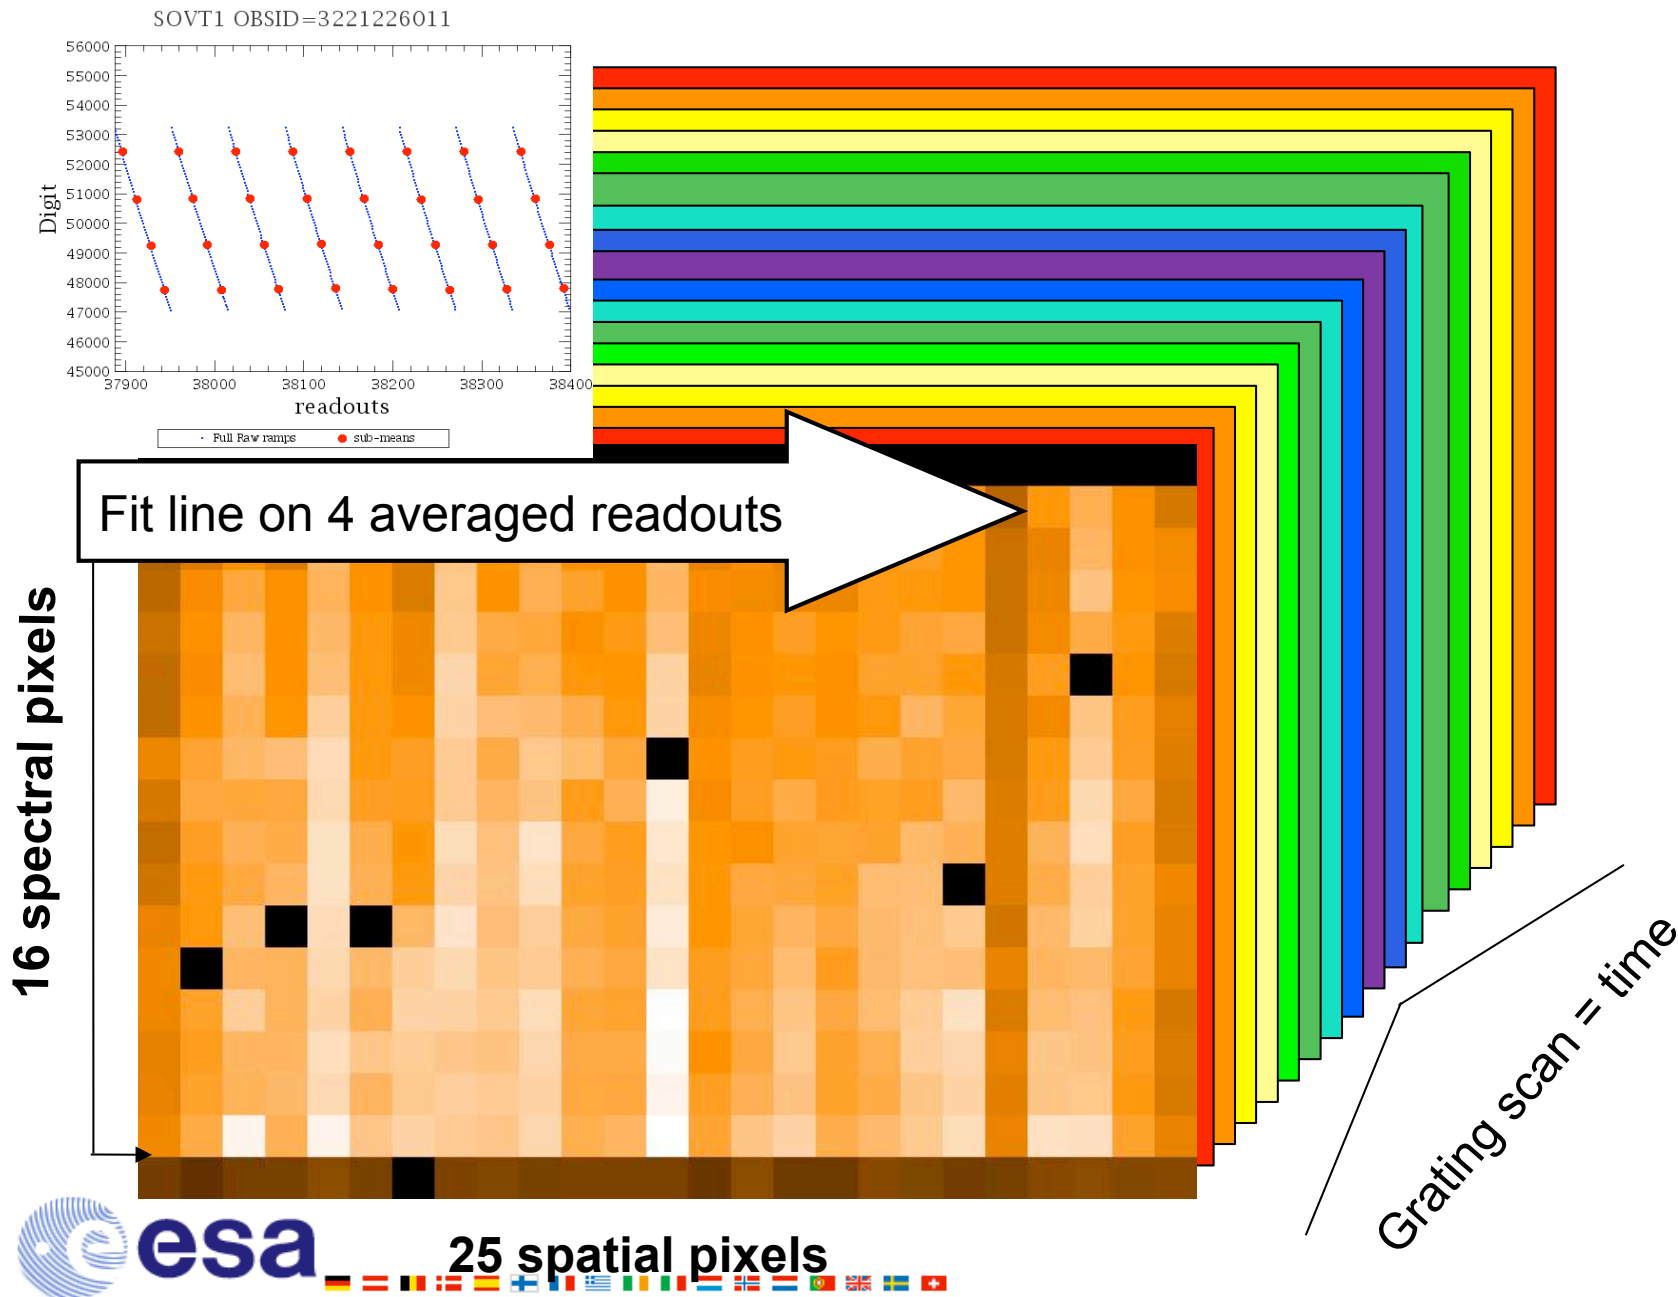 SOVT1 OBSID=3221226011
56000
55000
54000
53000
52000
51000
50000
49000
48000
47000
46000
45000
Digit
37900 38000 38100 38200 38300 38400
readouts
Full Raw ramps sub-means
Fit line on 4 averaged readouts
16 spectral pixels
Grating scan = time
esa
25 spatial pixels